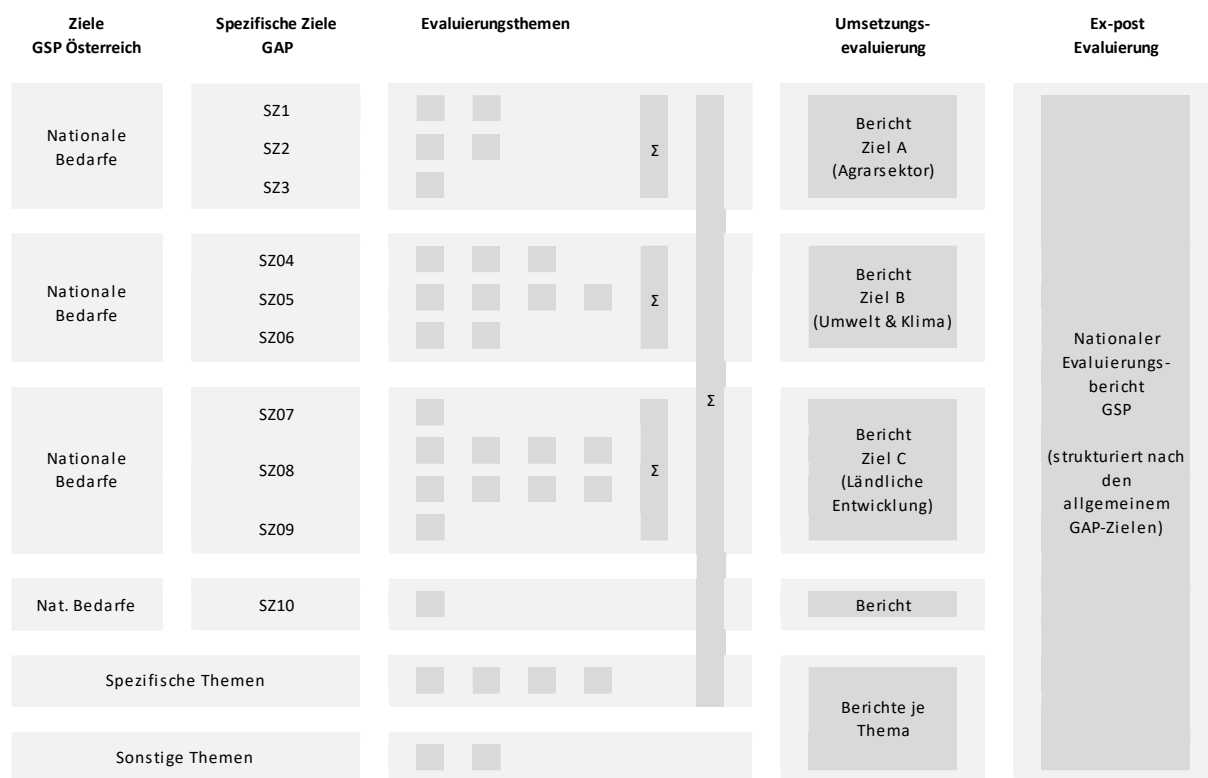 Ziele
GSP Österreich
Spezifische Ziele
GAP
Evaluierungsthemen
Umsetzungs-
evaluierung
Ex-post
Evaluierung
Nationale
Bedarfe
SZ1
SZ2
SZ3
Σ
Bericht
Ziel A
(Agrarsektor)
Nationale
Bedarfe
SZ04
SZ05
SZ06
Σ
Bericht
Ziel B
(Umwelt & Klima)
Nationale
Bedarfe
SZ07
SZ08
SZ09
Σ
Σ
Bericht
Ziel C
(Ländliche
Entwicklung)
Nationaler
Evaluierungs-
bericht
GSP
(strukturiert nach
den
allgemeinem
GAP-Zielen)
Nat. Bedarfe
SZ10
Bericht
Spezifische Themen
Berichte je
Thema
Sonstige Themen